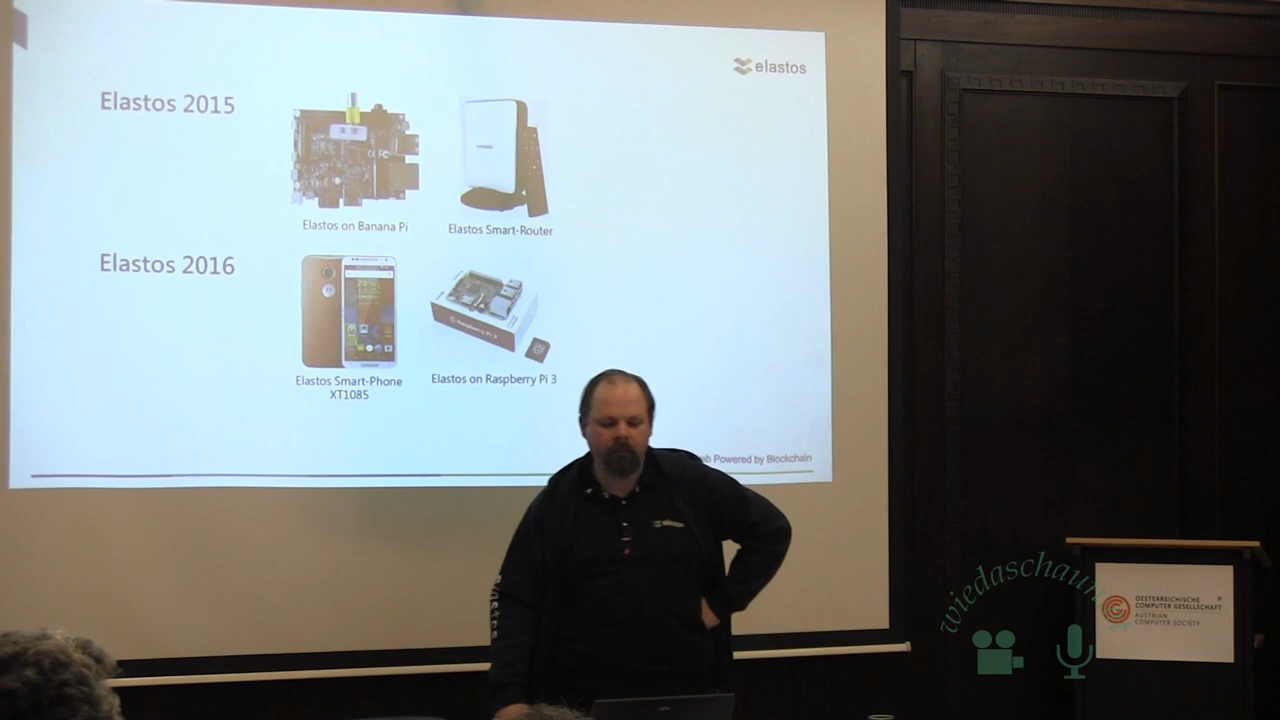 elastos
Elastos 2015
Elastos on Banana Pi
Elastos Smart-Router
Elastos 2016
Elastos Smart-Phone
XT1085
Elastos on Raspberry Pi 3
Powered by Blockchain
elastos
OESTERREICHISCHE
COMPUTER GESELLSCHAFT
AUSTRIAN
COMPUTER SOCIETY